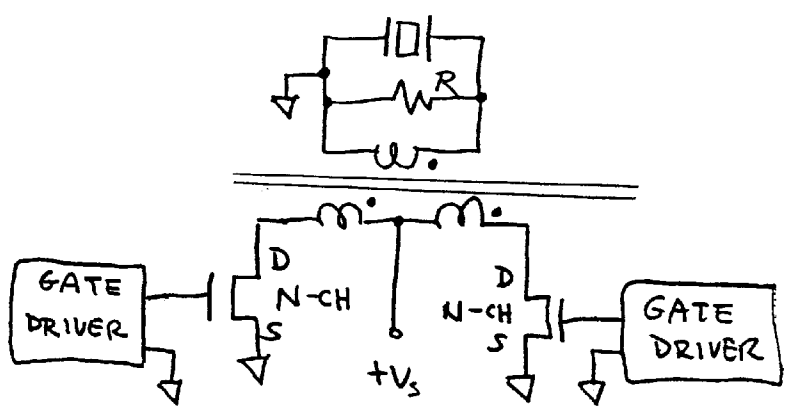 R
GATE
DRIVER
D
N-CH
S
+Vs
D
N-CH
S
GATE
DRIVER